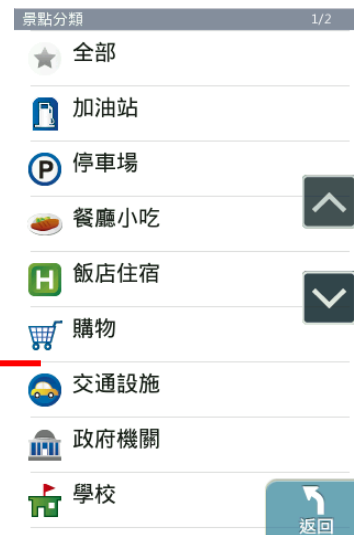 景點分類 1/2
全部
加油站
P 停車場
餐廳小吃
H 飯店住宿
購物
交通設施
政府機關
學校
返回